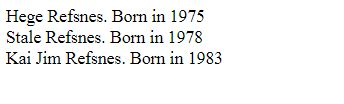 Hege Refsnes. Born in 1975
Stale Refsnes. Born in 1978
Kai Jim Refsnes. Born in 1983